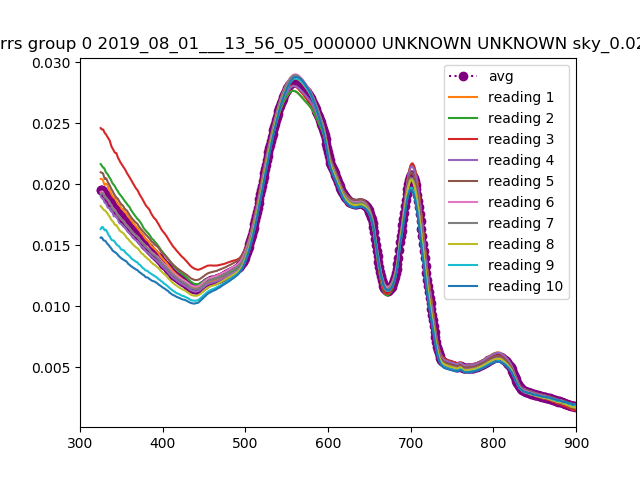 rrs group 0 2019_08_01___13_56_05_000000 UNKNOWN UNKNOWN sky_0.02
0.030
0.025
0.020
0.015
0.010
0.005
300 400 500 600 700 800 900
avg
reading 1
reading 2
reading 3
reading 4
reading 5
reading 6
reading 7
reading 8
reading 9
reading 10